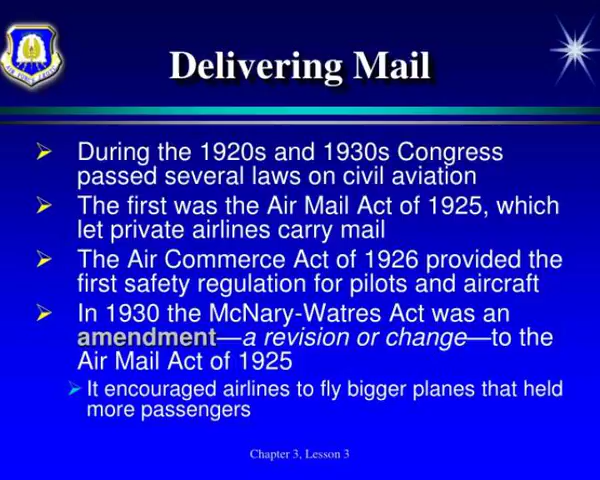 Delivering Mail
During the 1920s and 1930s Congress
passed several laws on civil aviation
The first was the Air Mail Act of 1925, which
let private airlines carry mail
The Air Commerce Act of 1926 provided the
first safety regulation for pilots and aircraft
In 1930 the McNary-Watres Act was an
amendment—a revision or change—to the
Air Mail Act of 1925
It encouraged airlines to fly bigger planes that held
more passengers
Chapter 3, Lesson 3